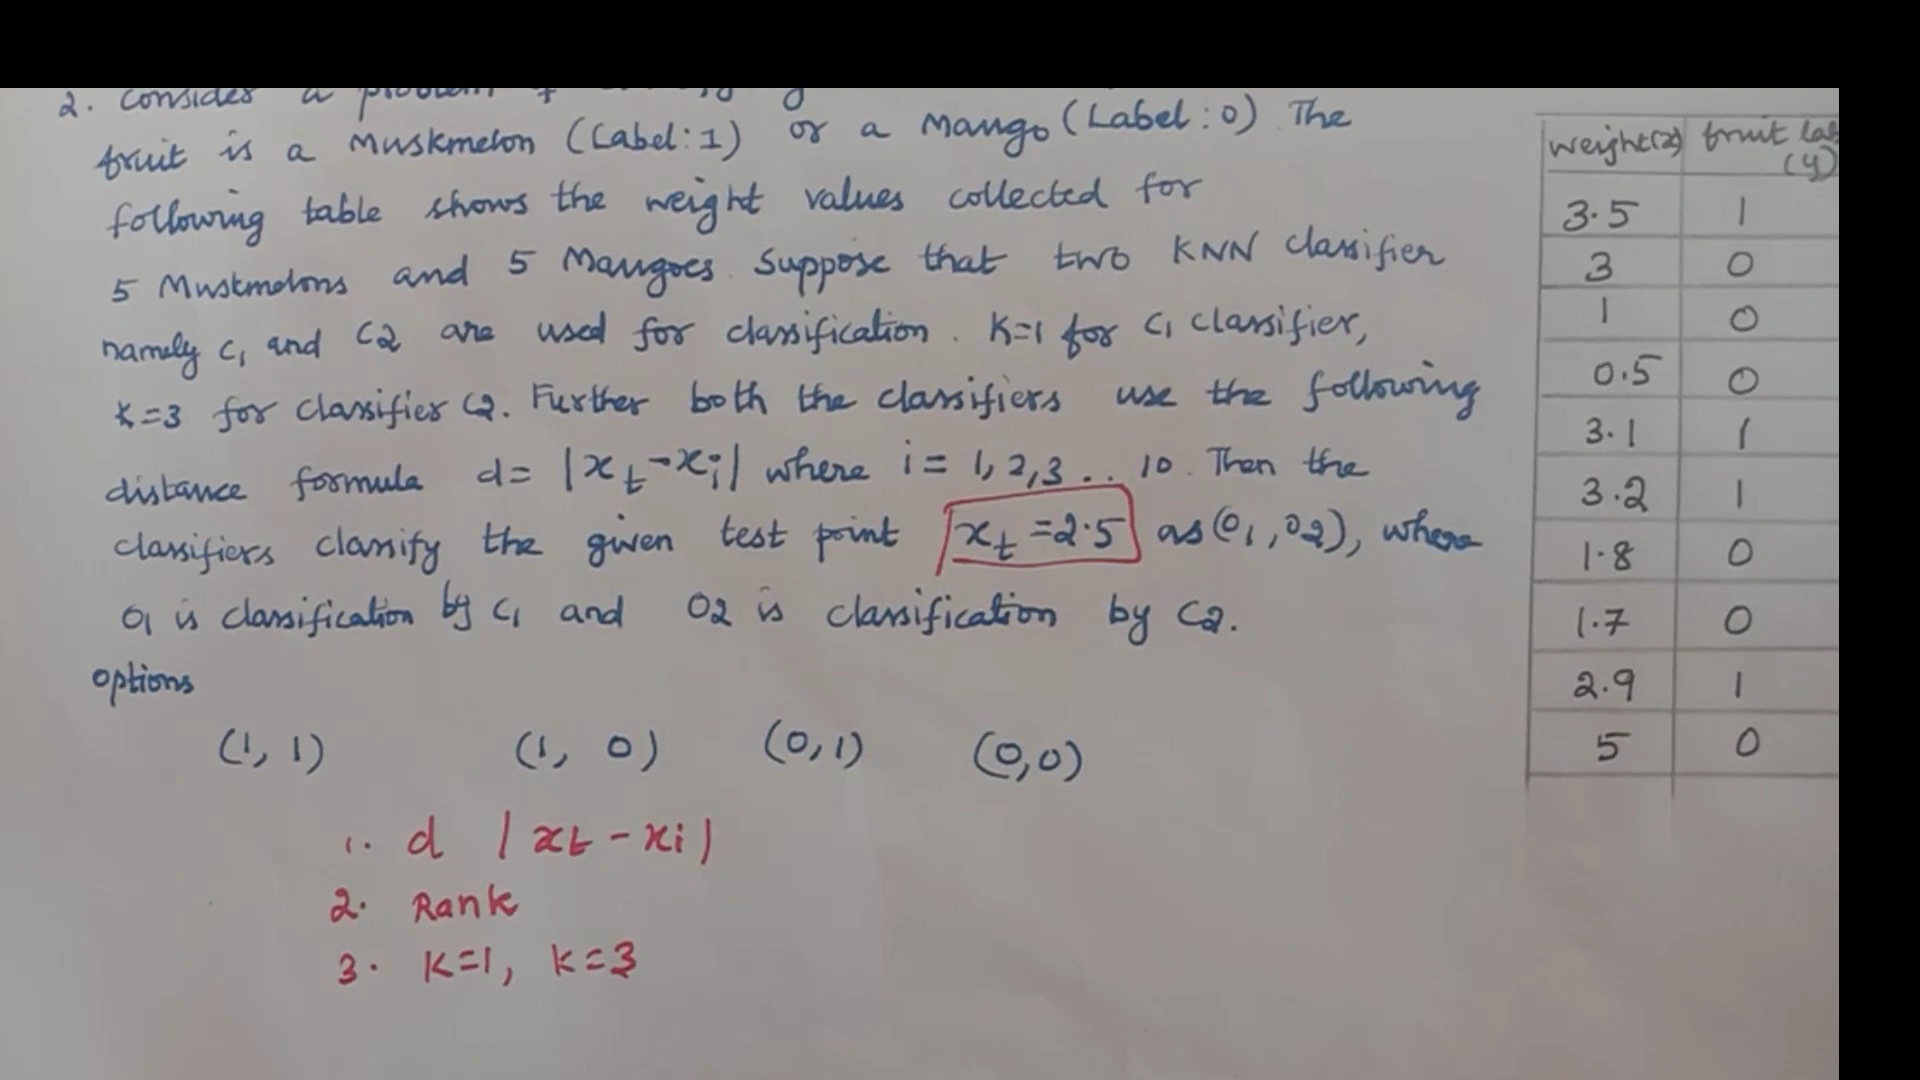 2. Consider a problem of
fruit is a Muskmelon (Label:1) or a Mango (Label:0) The
following table shows the weight values collected for
5 Muskmelons and 5 Mangoes. Suppose that two KNN classifier
namely C1 and C2 are used for classification. K=1 for C1 classifier,
K=3 for classifier C2. Further both the classifiers use the following
distance formula d= |xt-xi| where i = 1,2,3...10. Then the
classifiers classify the given test point xt=2.5 as (O1,O2), where
O1 is classification by C1 and O2 is classification by C2.
options
(1, 1) (1, 0) (0,1) (0,0)
1. d |xt-xi|
2. Rank
3. K=1, K=3
weight(x) fruit lab
(y)
3.5 1
3 0
1 0
0.5 0
3.1 1
3.2 1
1.8 0
1.7 0
2.9 1
5 0